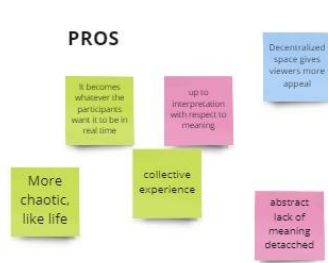 PROS
Decentralized
space gives
viewers more
appeal
It becomes
whatever the
participants
want it to be in
real time
up to
interpretation
with respect to
meaning
More
chaotic,
like life
collective
experience
abstract
lack of
meaning
detacched